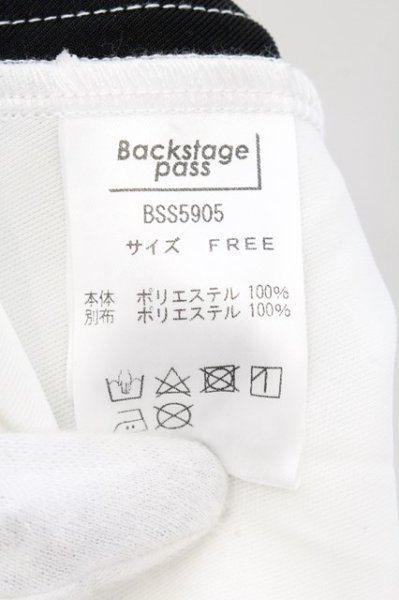 Backstage
pass
BSS5905
サイズ FREE
本体 ポリエステル 100%
別布 ポリエステル 100%